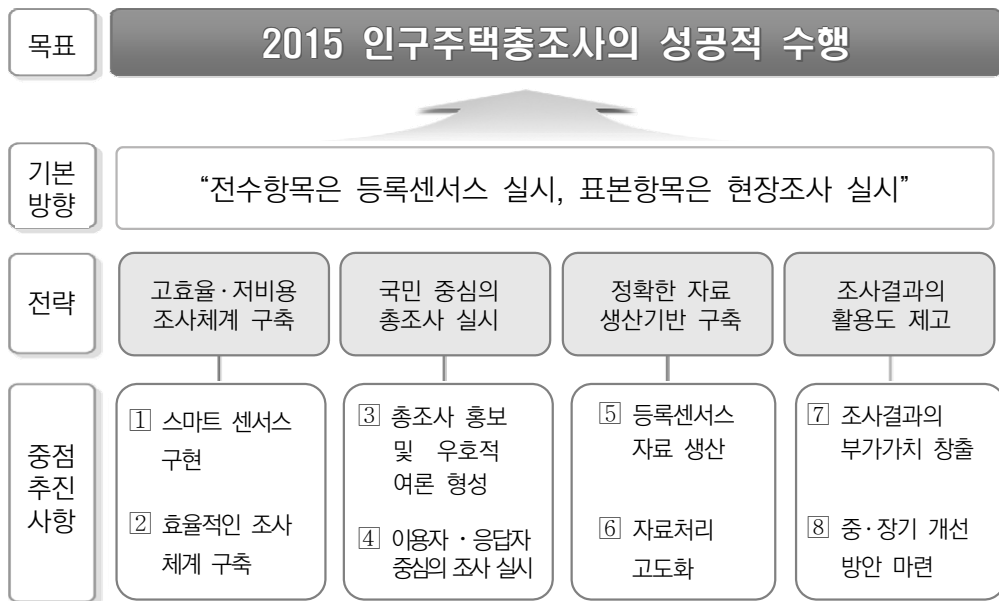 목표
2015 인구주택총조사의 성공적 수행
기본
방향
“전수항목은 등록센서스 실시, 표본항목은 현장조사 실시”
전략
고효율·저비용
조사체계 구축
국민 중심의
총조사 실시
정확한 자료
생산기반 구축
조사결과의
활용도 제고
중점
추진
사항
1 스마트 센서스
구현
2 효율적인 조사
체계 구축
3 총조사 홍보
및 우호적
여론 형성
4 이용자·응답자
중심의 조사 실시
5 등록센서스
자료 생산
6 자료처리
고도화
7 조사결과의
부가가치 창출
8 중·장기 개선
방안 마련